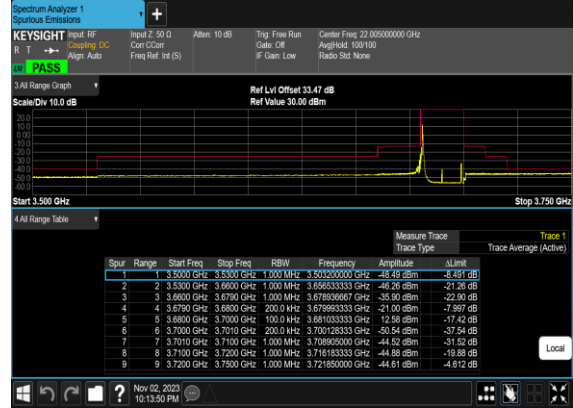 Spectrum Analyzer 1
Spurious Emissions
KEYSIGHT Input: RF Input Z: 50 Ω Atten: 10 dB Trig: Free Run Center Freq: 22.005000000 GHz
R T Coupling: DC Corr CCorr Gate: Off Avg|Hold: 100/100
Align: Auto Freq Ref: Int (S) IF Gain: Low Radio Std: None
PASS
3 All Range Graph
Ref Lvl Offset 33.47 dB
Scale/Div 10.0 dB Ref Value 30.00 dBm
20.0
10.0
0.00
-10.0
-20.0
-30.0
-40.0
-50.0
-60.0
Start 3.500 GHz Stop 3.750 GHz
4 All Range Table
Measure Trace Trace 1
Trace Type Trace Average (Active)
Spur Range Start Freq Stop Freq RBW Frequency Amplitude ΔLimit
1 1 3.5000 GHz 3.5300 GHz 1.000 MHz 3.503200000 GHz -48.49 dBm -8.491 dB
2 2 3.5300 GHz 3.6600 GHz 1.000 MHz 3.656533333 GHz -46.26 dBm -21.26 dB
3 3 3.6600 GHz 3.6790 GHz 1.000 MHz 3.678936667 GHz -35.90 dBm -22.90 dB
4 4 3.6790 GHz 3.6800 GHz 200.0 kHz 3.679993333 GHz -21.00 dBm -7.997 dB
5 5 3.6800 GHz 3.7000 GHz 100.0 kHz 3.681033333 GHz 12.58 dBm -17.42 dB
6 6 3.7000 GHz 3.7010 GHz 200.0 kHz 3.700128333 GHz -50.54 dBm -37.54 dB
7 7 3.7010 GHz 3.7100 GHz 1.000 MHz 3.708905000 GHz -44.52 dBm -31.52 dB
8 8 3.7100 GHz 3.7200 GHz 1.000 MHz 3.716183333 GHz -44.88 dBm -19.88 dB
9 9 3.7200 GHz 3.7500 GHz 1.000 MHz 3.721850000 GHz -44.61 dBm -4.612 dB
Local
Nov 02, 2023
10:13:50 PM